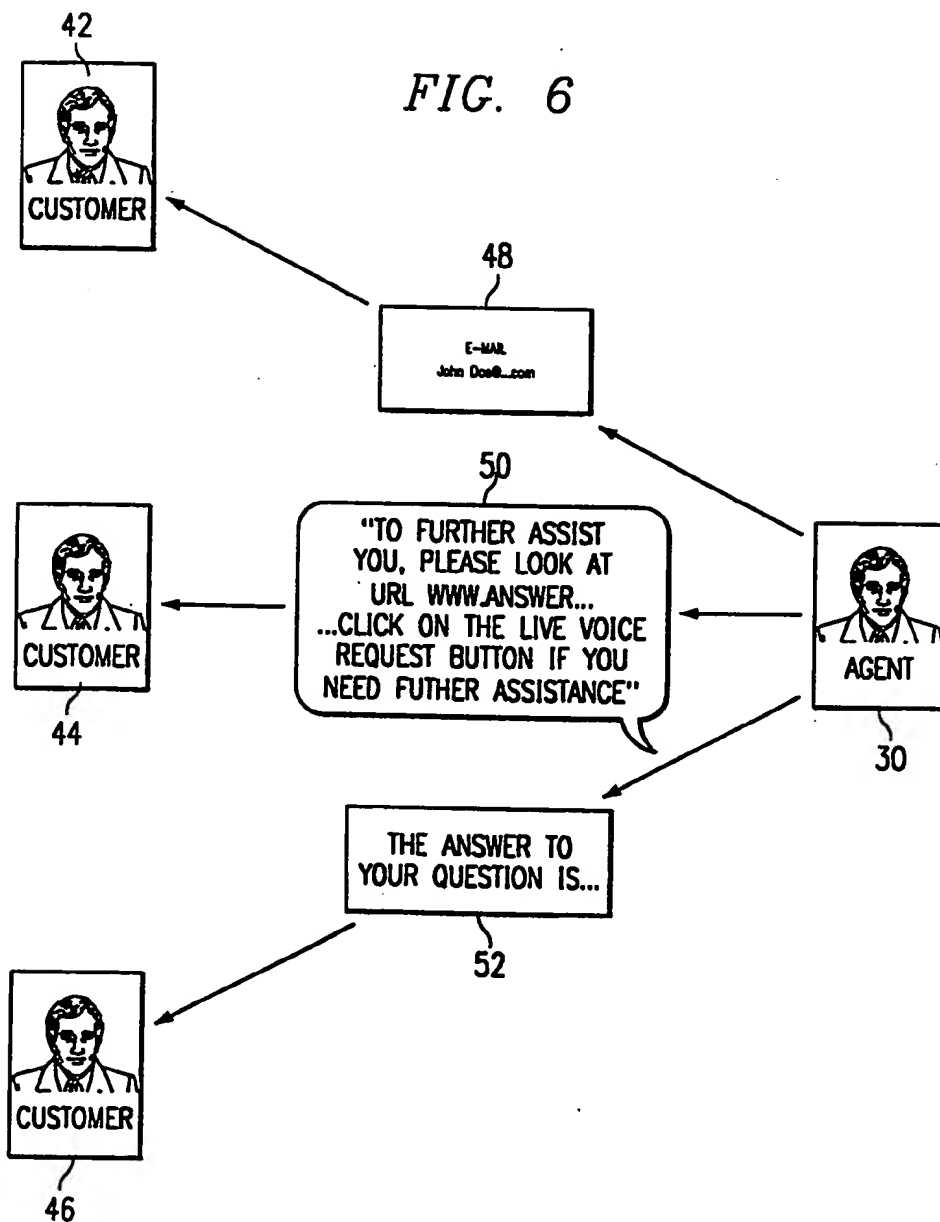 42
FIG. 6
CUSTOMER
48
E-MAIL
John Doe@...com
50
"TO FURTHER ASSIST
YOU, PLEASE LOOK AT
URL WWW.ANSWER...
...CLICK ON THE LIVE VOICE
REQUEST BUTTON IF YOU
NEED FUTHER ASSISTANCE"
CUSTOMER
44
AGENT
30
THE ANSWER TO
YOUR QUESTION IS...
52
CUSTOMER
46